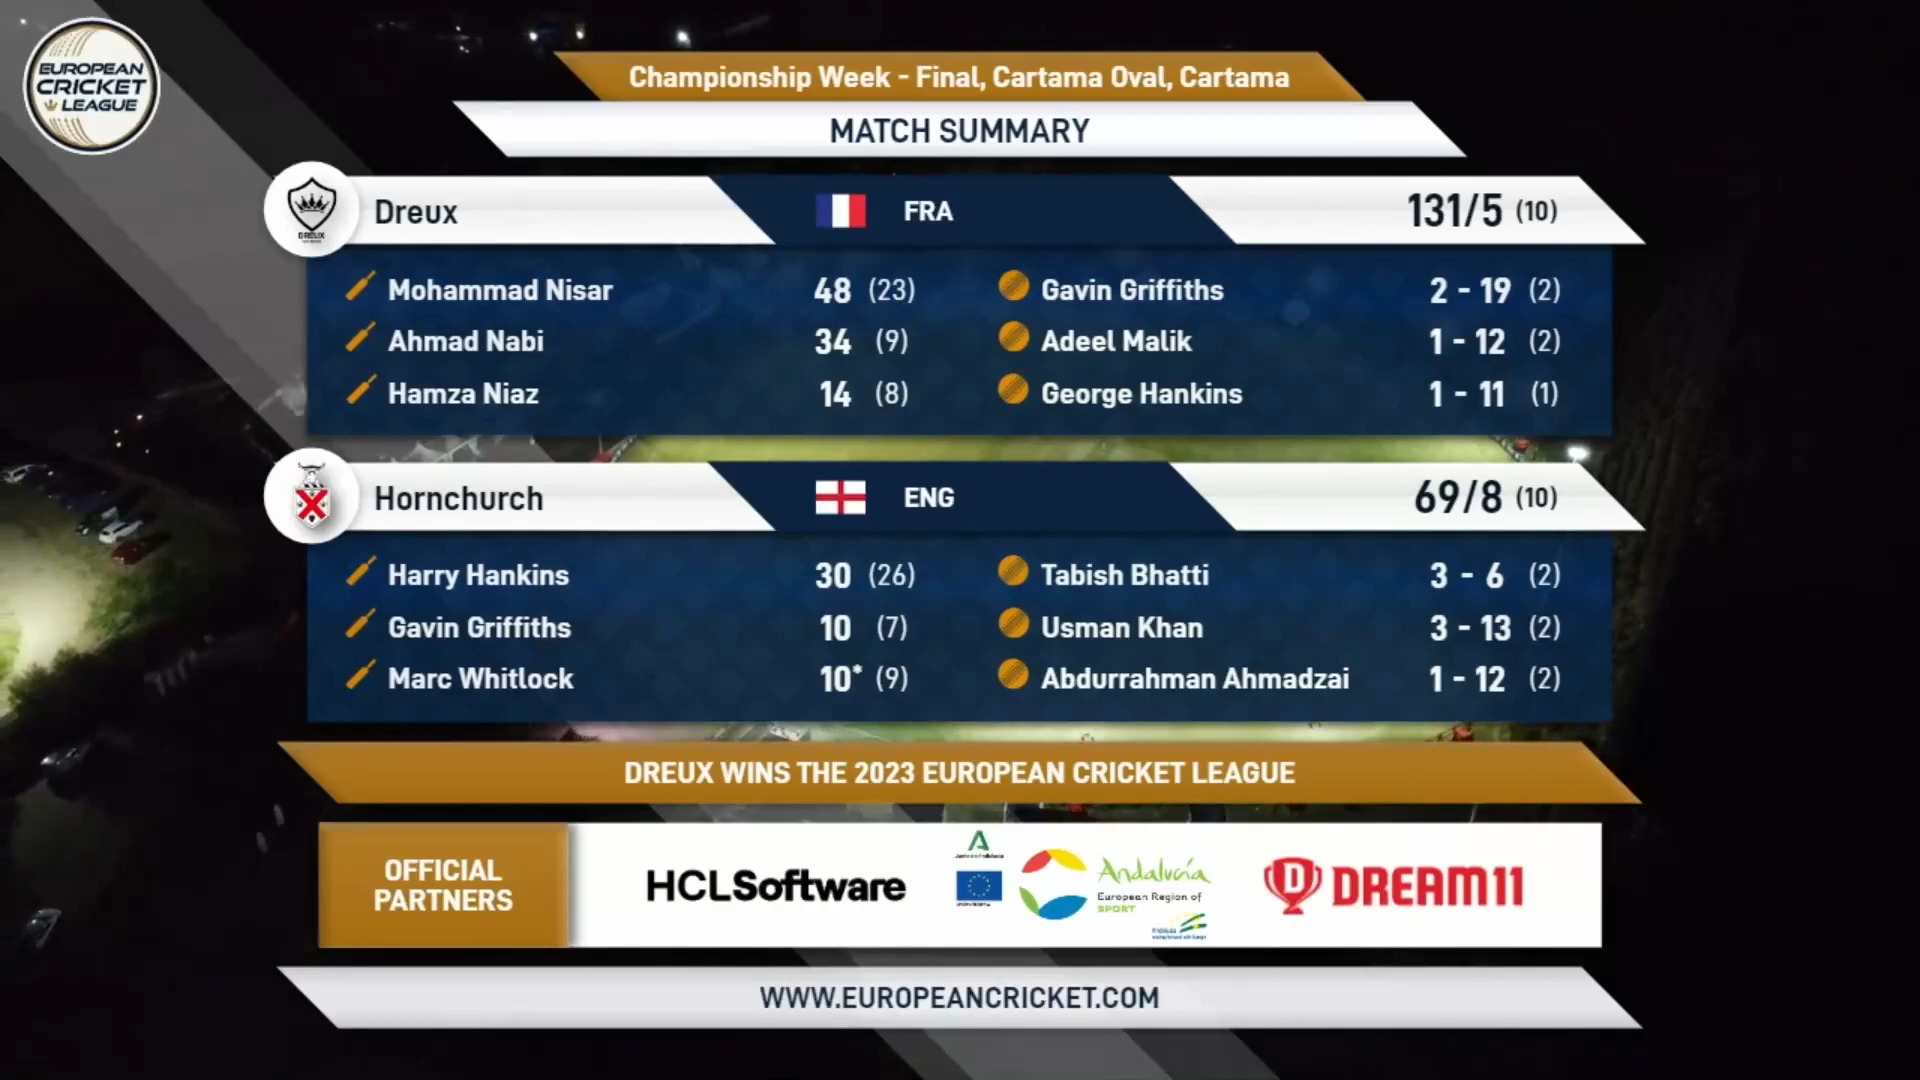 EUROPEAN
CRICKET
LEAGUE
Championship Week - Final, Cartama Oval, Cartama
MATCH SUMMARY
DREUX
Dreux FRA 131/5 (10)
Mohammad Nisar 48 (23) Gavin Griffiths 2 - 19 (2)
Ahmad Nabi 34 (9) Adeel Malik 1 - 12 (2)
Hamza Niaz 14 (8) George Hankins 1 - 11 (1)
Hornchurch ENG 69/8 (10)
Harry Hankins 30 (26) Tabish Bhatti 3 - 6 (2)
Gavin Griffiths 10 (7) Usman Khan 3 - 13 (2)
Marc Whitlock 10* (9) Abdurrahman Ahmadzai 1 - 12 (2)
DREUX WINS THE 2023 EUROPEAN CRICKET LEAGUE
OFFICIAL
PARTNERS
HCLSoftware
Andalucía
European Region of
SPORT
DREAM11
WWW.EUROPEANCRICKET.COM